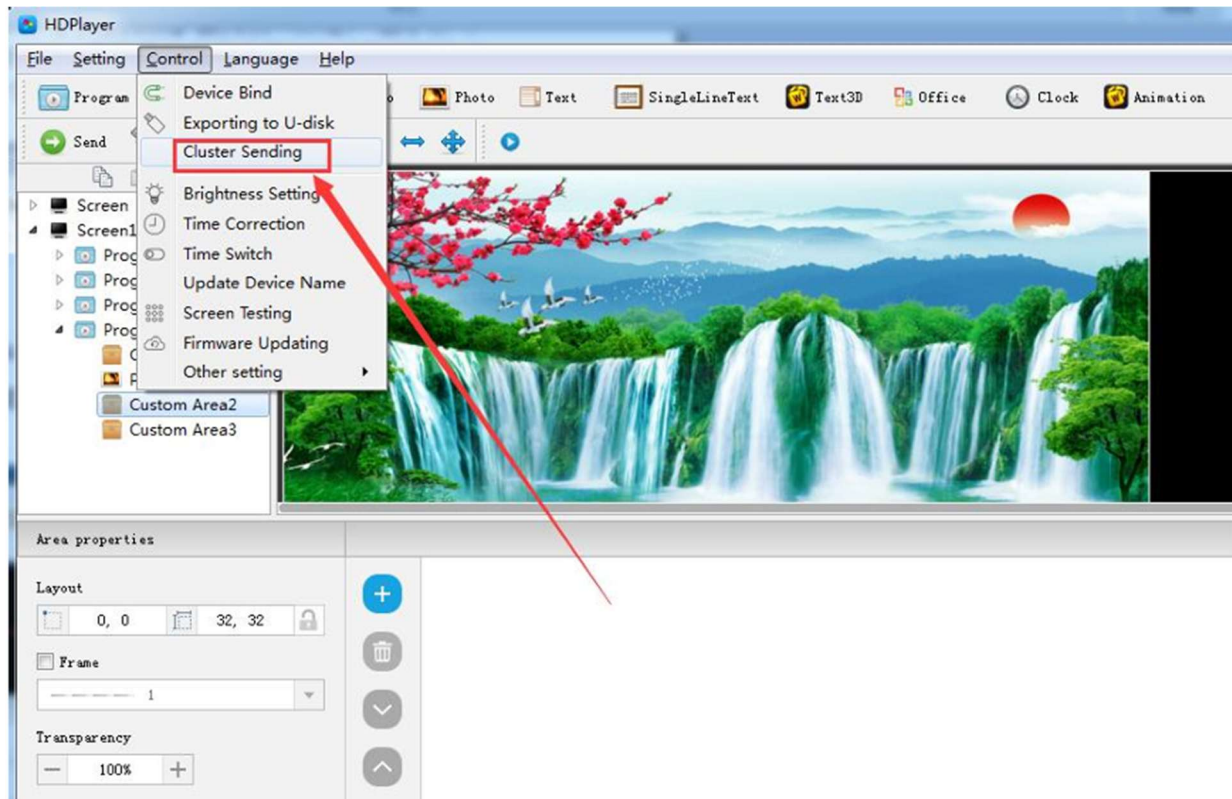 HDPlayer
File Setting Control Language Help
Program Photo Text SingleLineText Text3D Office Clock Animation
Device Bind
Exporting to U-disk
Send
Cluster Sending
Brightness Setting
Screen
Time Correction
Screen1
Time Switch
Update Device Name
Screen Testing
Firmware Updating
Other setting
Custom Area2
Custom Area3
Area properties
Layout
0, 0 32, 32
Frame
1
Transparency
100%